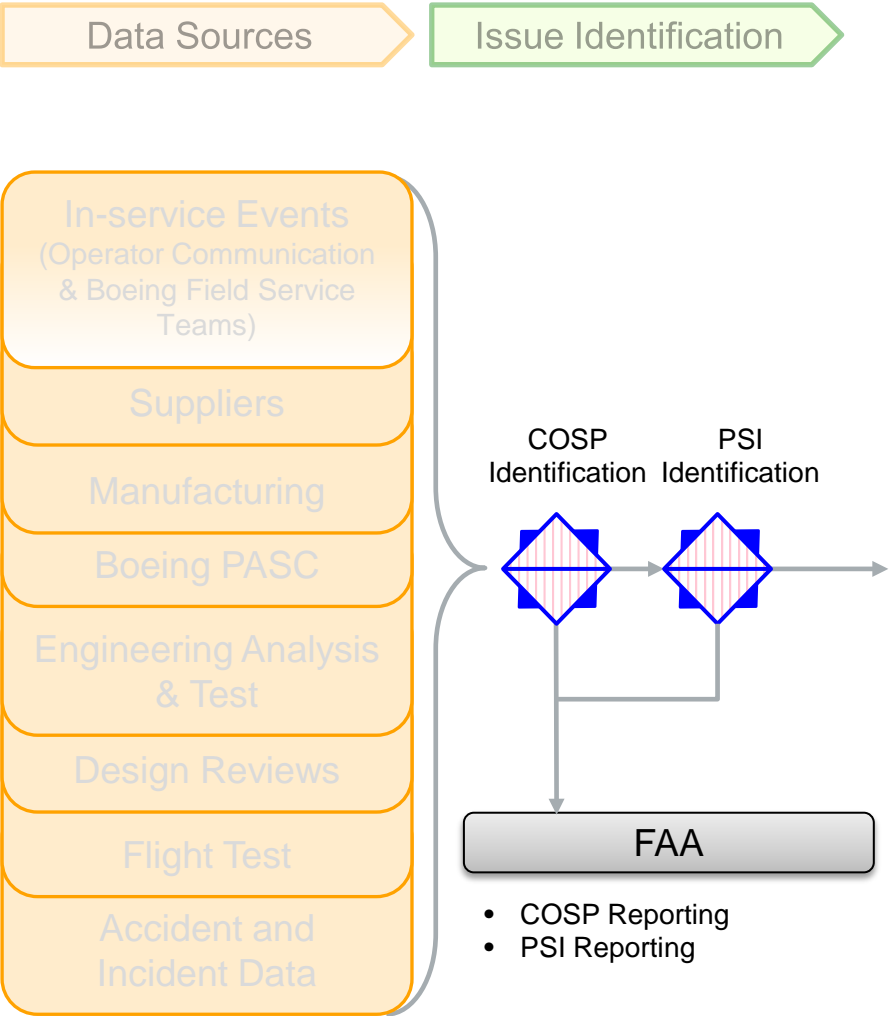 Data Sources
Issue Identification
In-service Events
(Operator Communication
& Boeing Field Service
Teams)
Suppliers
Manufacturing
Boeing PASC
Engineering Analysis
& Test
Design Reviews
Flight Test
Accident and
Incident Data
COSP
Identification
PSI
Identification
FAA
• COSP Reporting
• PSI Reporting